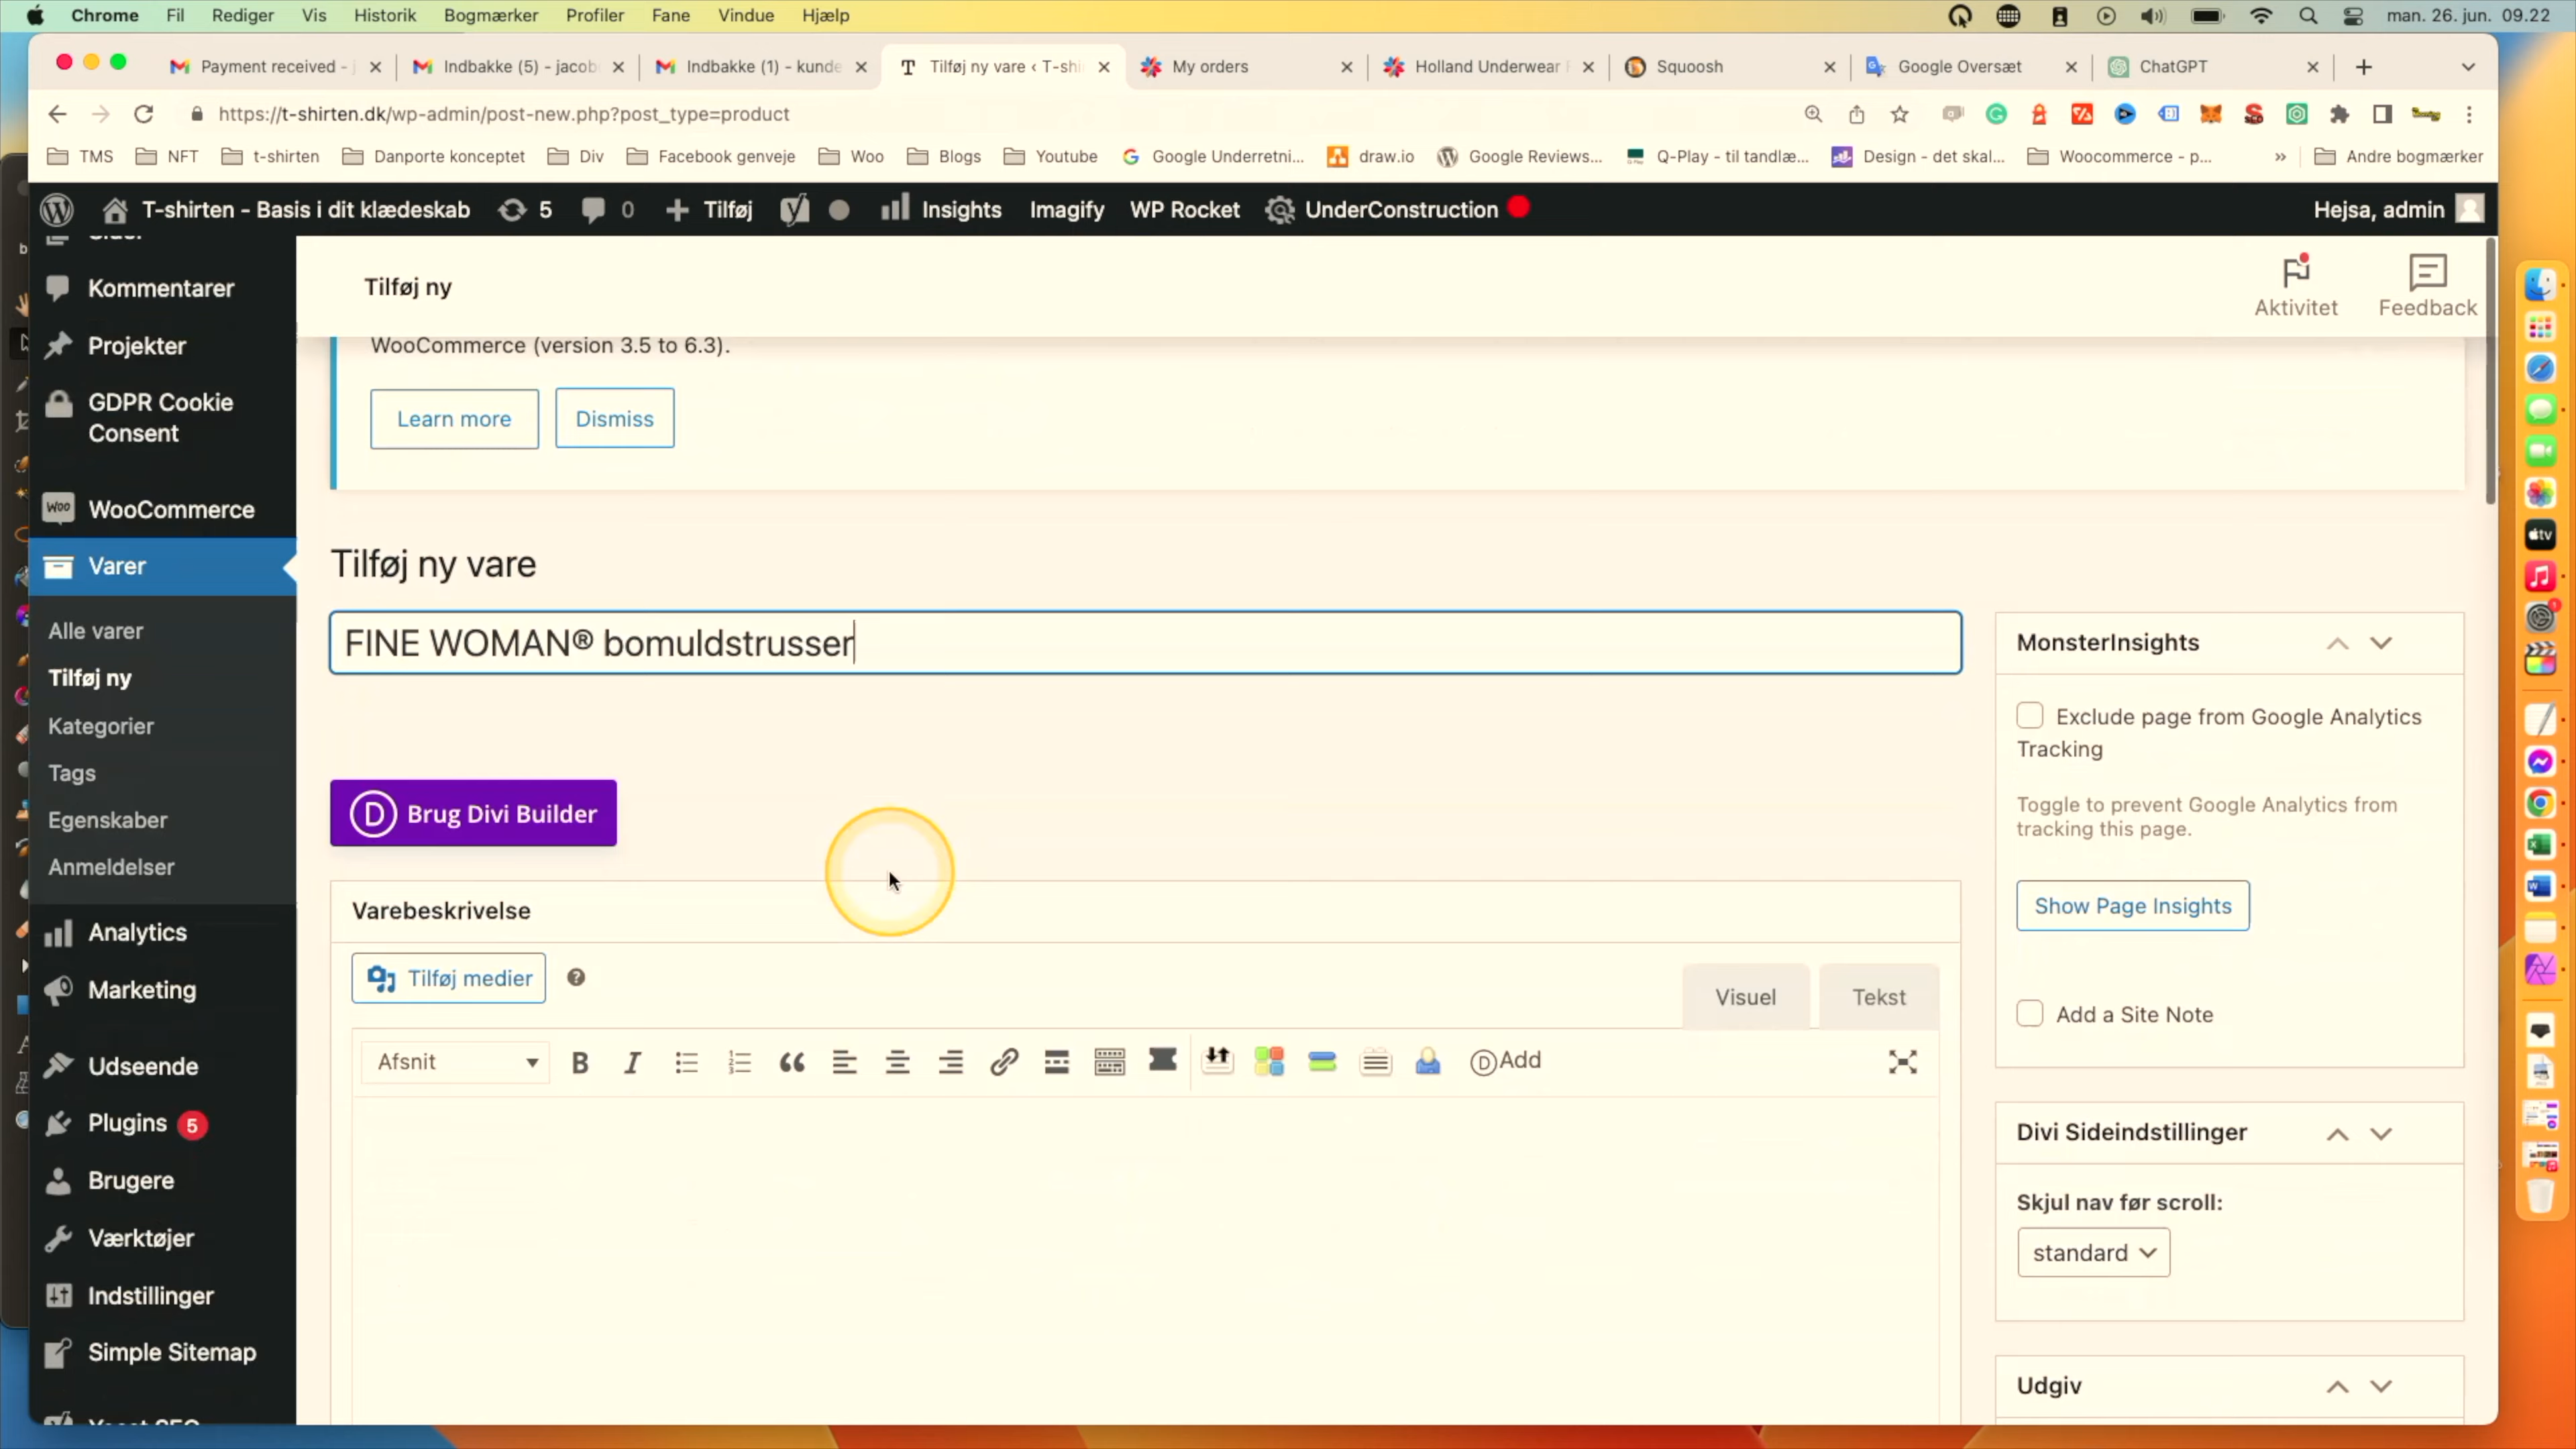 Chrome Fil Rediger Vis Historik Bogmærker Profiler Fane Vindue Hjælp man. 26. jun. 09.22
Payment received - Indbakke (5) - jacob Indbakke (1) - kunde Tilføj ny vare ‹ T-shi My orders Holland Underwear Squoosh Google Oversæt ChatGPT
https://t-shirten.dk/wp-admin/post-new.php?post_type=product
TMS NFT t-shirten Danporte konceptet Div Facebook genveje Woo Blogs Youtube Google Underretni... draw.io Google Reviews... Q-Play - til tandlæ... Design - det skal... Woocommerce - p... » Andre bogmærker
T-shirten - Basis i dit klædeskab 5 0 Tilføj Insights Imagify WP Rocket UnderConstruction Hejsa, admin
Kommentarer
Projekter
GDPR Cookie
Consent
WooCommerce
Varer
Alle varer
Tilføj ny
Kategorier
Tags
Egenskaber
Anmeldelser
Analytics
Marketing
Udseende
Plugins 5
Brugere
Værktøjer
Indstillinger
Simple Sitemap
Yoast SEO
Tilføj ny
Aktivitet Feedback
WooCommerce (version 3.5 to 6.3).
Learn more Dismiss
Tilføj ny vare
FINE WOMAN® bomuldstrusser
Brug Divi Builder
Varebeskrivelse
Tilføj medier
Visuel Tekst
Afsnit B I Add
MonsterInsights
Exclude page from Google Analytics
Tracking
Toggle to prevent Google Analytics from
tracking this page.
Show Page Insights
Add a Site Note
Divi Sideindstillinger
Skjul nav før scroll:
standard
Udgiv